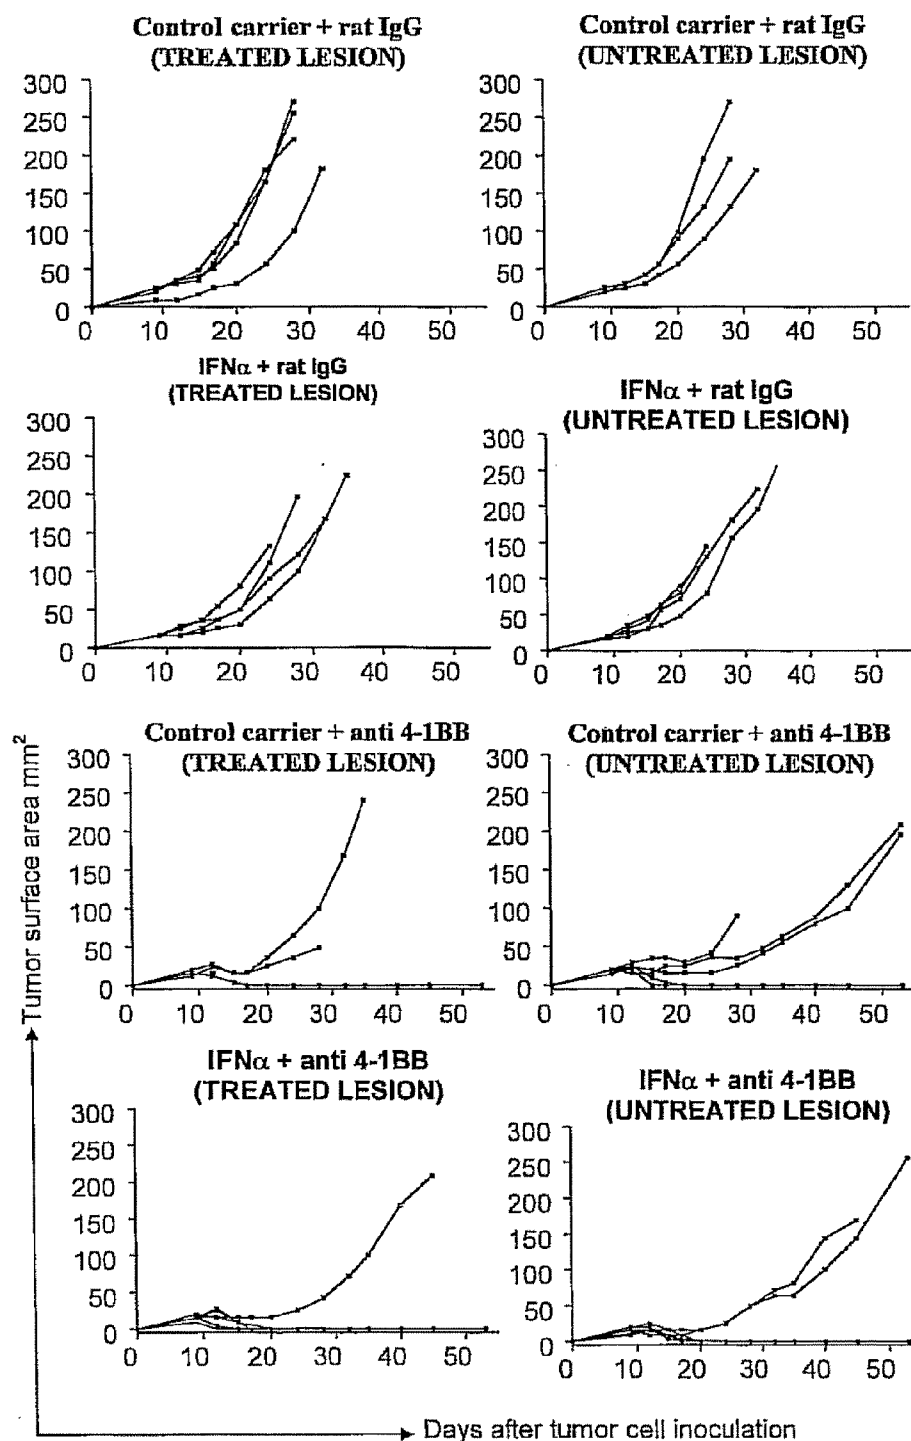 Control carrier + rat IgG
(TREATED LESION)
300
250
200
150
100
50
0
0 10 20 30 40 50
Control carrier + rat IgG
(UNTREATED LESION)
300
250
200
150
100
50
0
0 10 20 30 40 50
IFNα + rat IgG
(TREATED LESION)
300
250
200
150
100
50
0
0 10 20 30 40 50
IFNα + rat IgG
(UNTREATED LESION)
300
250
200
150
100
50
0
0 10 20 30 40 50
Control carrier + anti 4-1BB
(TREATED LESION)
300
250
200
150
100
50
0
0 10 20 30 40 50
Control carrier + anti 4-1BB
(UNTREATED LESION)
300
250
200
150
100
50
0
0 10 20 30 40 50
IFNα + anti 4-1BB
(TREATED LESION)
300
250
200
150
100
50
0
0 10 20 30 40 50
IFNα + anti 4-1BB
(UNTREATED LESION)
300
250
200
150
100
50
0
0 10 20 30 40 50
Tumor surface area mm²
Days after tumor cell inoculation